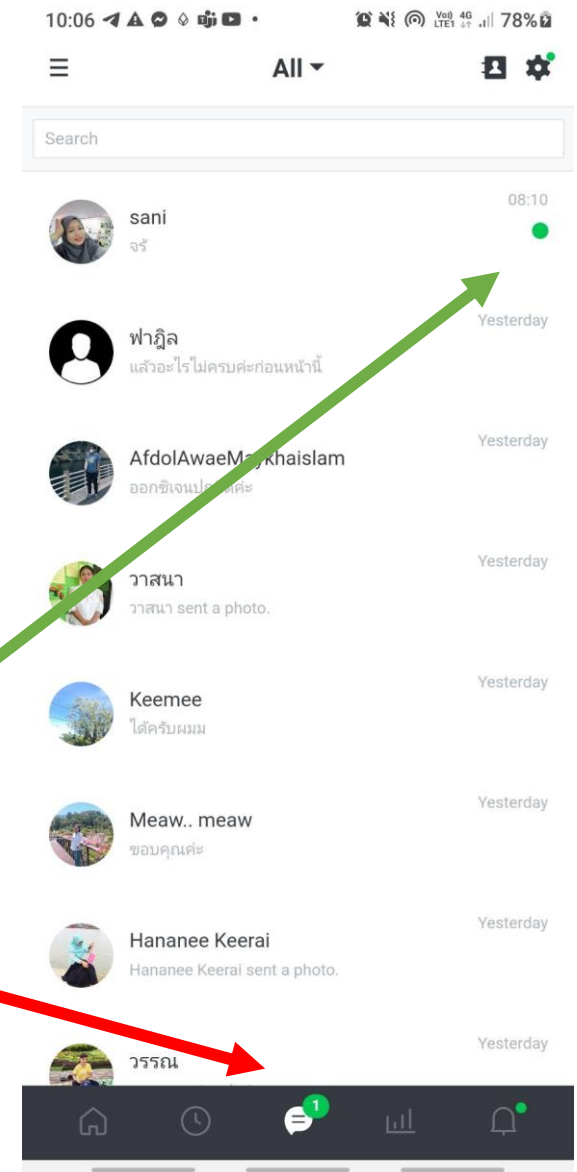 10:06
Voi) 4G
LTE1 78%
All
Search
sani
08:10
จร้
ฟาฎิล
Yesterday
แล้วอะไรไม่ครบค่ะก่อนหน้านี้
AfdolAwaeMaykhaislam
Yesterday
วาสนา
Yesterday
วาสนา sent a photo.
Keemee
Yesterday
ได้ครับผมม
Meaw.. meaw
Yesterday
ขอบคุณค่ะ
Hananee Keerai
Yesterday
Hananee Keerai sent a photo.
วรรณ
Yesterday
1